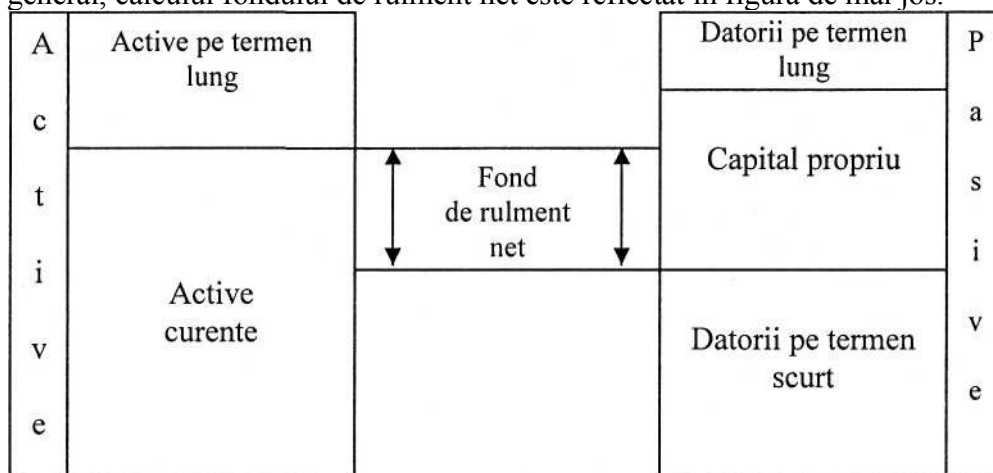 general, calculul fondului de rulment net este reflectat în figura de mai jos.
A
c
t
i
v
e
Active pe termen
lung
Active
curente
Fond
de rulment
net
Datorii pe termen
lung
Capital propriu
Datorii pe termen
scurt
P
a
s
i
v
e